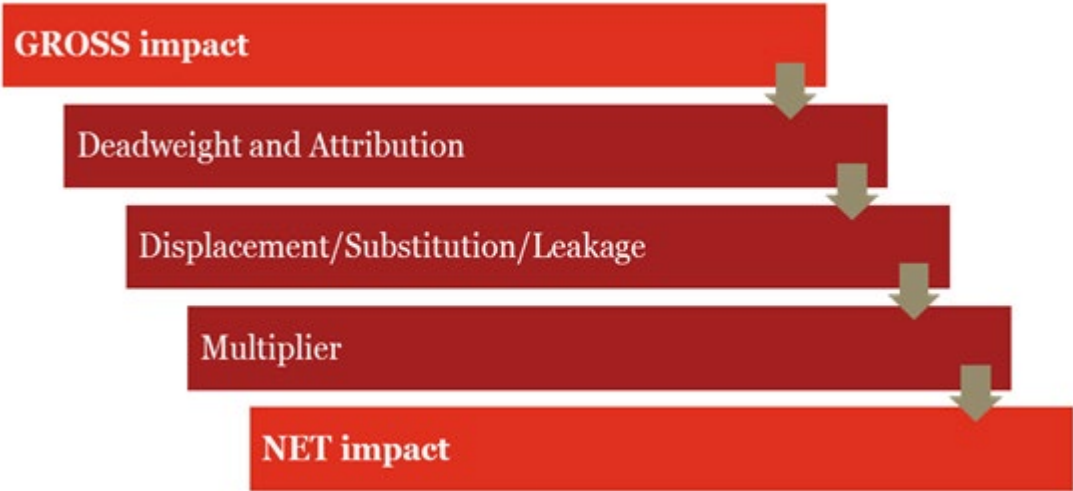 GROSS impact
Deadweight and Attribution
Displacement/Substitution/Leakage
Multiplier
NET impact